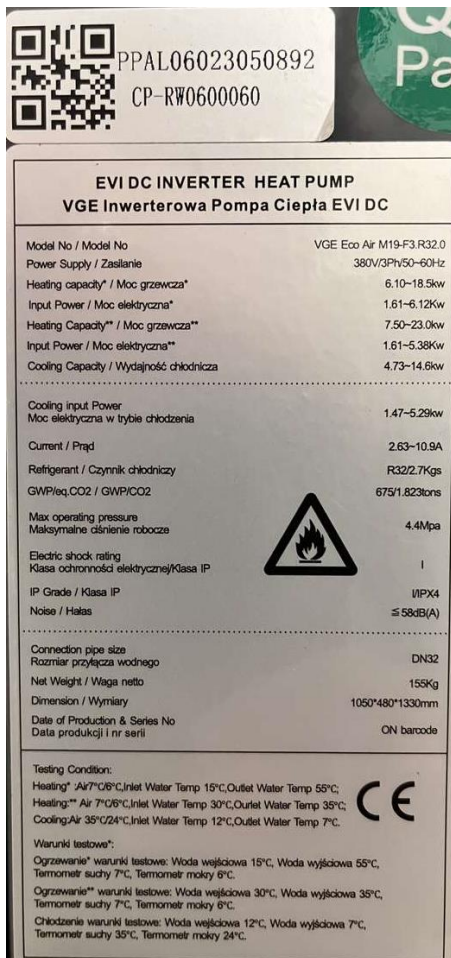 PPAL06023050892
CP-RW0600060
Pa
EVI DC INVERTER HEAT PUMP
VGE Inwerterowa Pompa Ciepła EVI DC
Model No / Model No VGE Eco Air M19-F3.R32.0
Power Supply / Zasilanie 380V/3Ph/50~60Hz
Heating capacity* / Moc grzewcza* 6.10~18.5kw
Input Power / Moc elektryczna* 1.61~6.12Kw
Heating Capacity** / Moc grzewcza** 7.50~23.0kw
Input Power / Moc elektryczna** 1.61~5.38Kw
Cooling Capacity / Wydajność chłodnicza 4.73~14.6kw
Cooling input Power
Moc elektryczna w trybie chłodzenia 1.47~5.29kw
Current / Prąd 2.63~10.9A
Refrigerant / Czynnik chłodniczy R32/2.7Kgs
GWP/eq.CO2 / GWP/CO2 675/1.823tons
Max operating pressure
Maksymalne ciśnienie robocze 4.4Mpa
Electric shock rating
Klasa ochronności elektrycznej/Klasa IP I
IP Grade / Klasa IP I/IPX4
Noise / Hałas ≦58dB(A)
Connection pipe size
Rozmiar przyłącza wodnego DN32
Net Weight / Waga netto 155Kg
Dimension / Wymiary 1050*480*1330mm
Date of Production & Series No
Data produkcji i nr serii ON barcode
Testing Condition:
Heating* :Air7°C/6°C,Inlet Water Temp 15°C,Outlet Water Temp 55°C;
Heating:** Air 7°C/6°C,Inlet Water Temp 30°C,Ourlet Water Temp 35°C;
Cooling:Air 35°C/24°C,Inlet Water Temp 12°C,Outlet Water Temp 7°C.
CE
Warunki testowe*:
Ogrzewanie* warunki testowe: Woda wejściowa 15°C, Woda wyjściowa 55°C,
Termometr suchy 7°C, Termometr mokry 6°C.
Ogrzewanie** warunki testowe: Woda wejściowa 30°C, Woda wyjściowa 35°C,
Termometr suchy 7°C, Termometr mokry 6°C.
Chłodzenie warunki testowe: Woda wejściowa 12°C, Woda wyjściowa 7°C,
Termometr suchy 35°C, Termometr mokry 24°C.